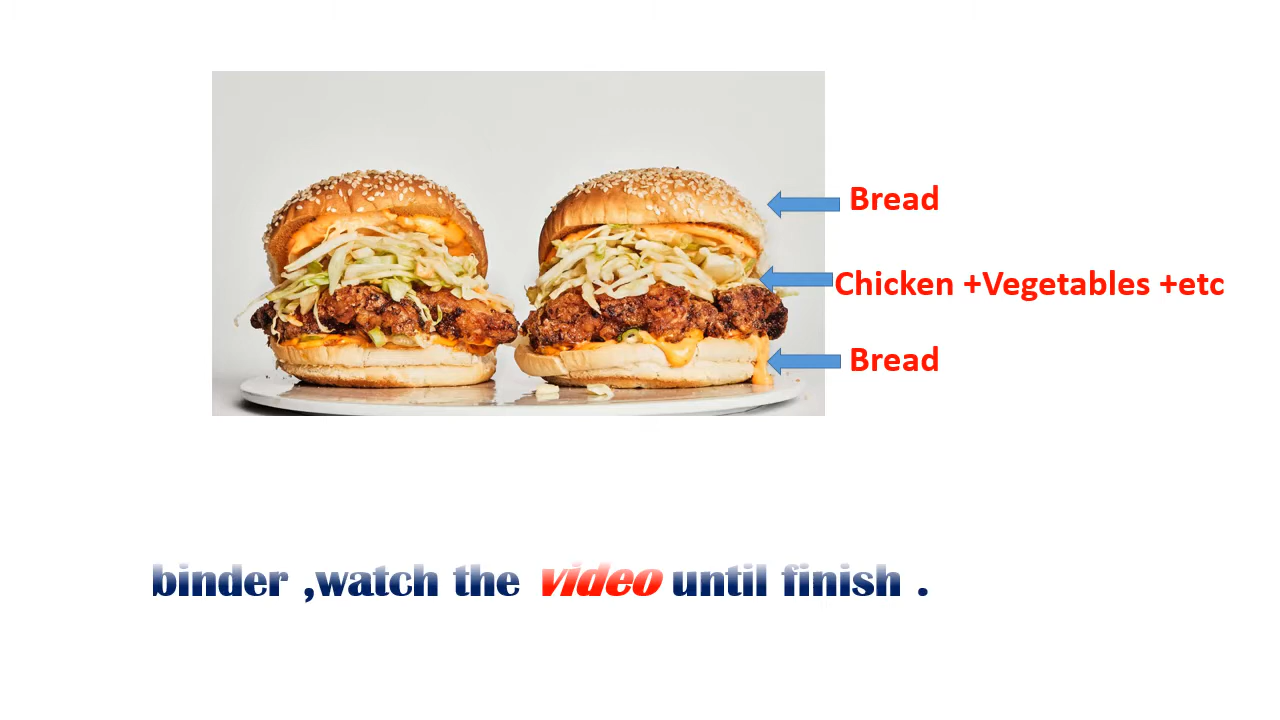 Bread
Chicken +Vegetables +etc
Bread
binder ,watch the video until finish .